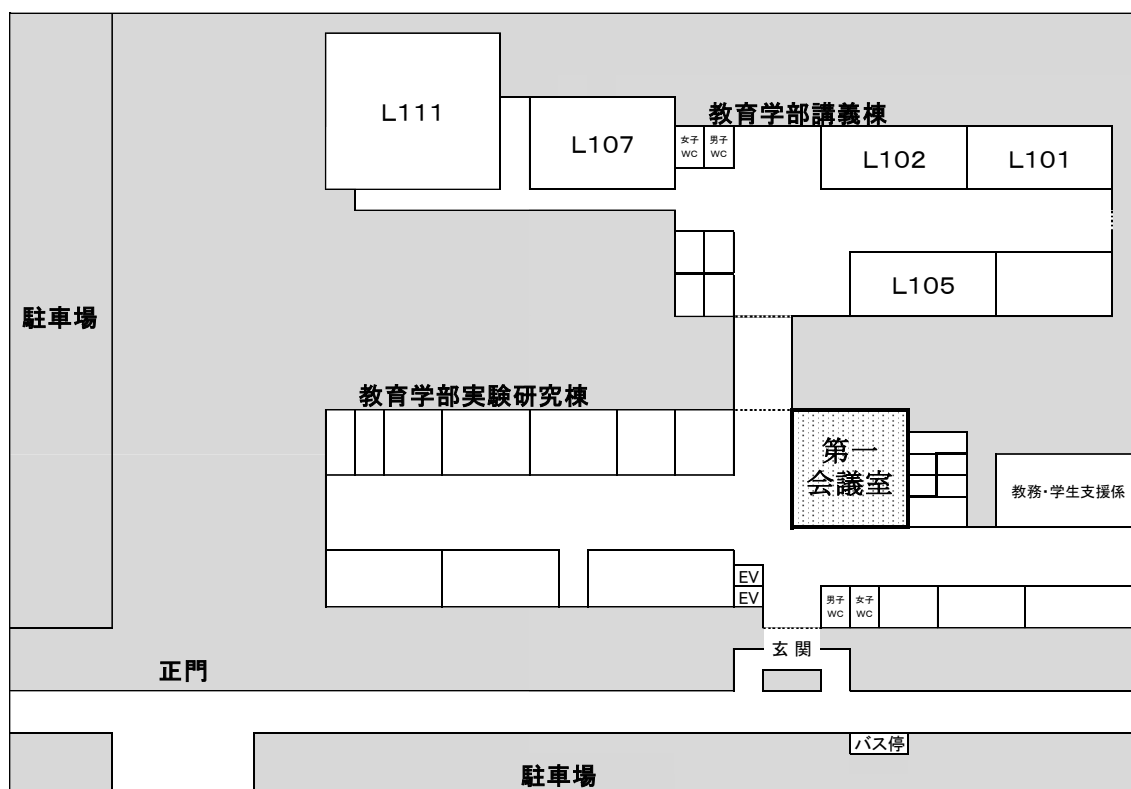 L111
教育学部講義棟
L107
女子
WC
男子
WC
L102
L101
L105
駐車場
教育学部実験研究棟
第一
会議室
教務・学生支援係
EV
EV
男子
WC
女子
WC
玄関
正門
バス停
駐車場